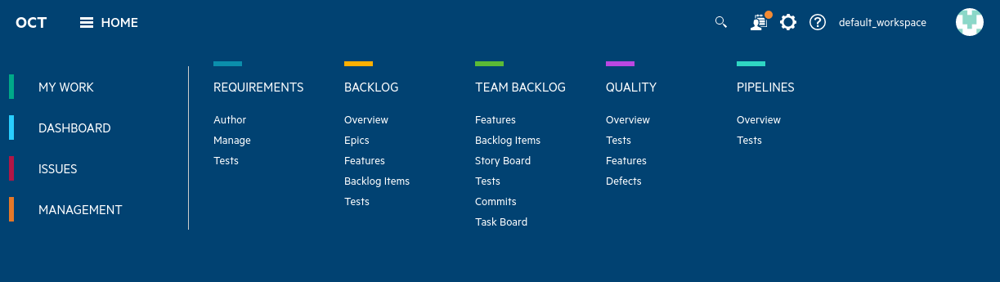 OCT
HOME
default_workspace
MY WORK
DASHBOARD
ISSUES
MANAGEMENT
REQUIREMENTS
Author
Manage
Tests
BACKLOG
Overview
Epics
Features
Backlog Items
Tests
TEAM BACKLOG
Features
Backlog Items
Story Board
Tests
Commits
Task Board
QUALITY
Overview
Tests
Features
Defects
PIPELINES
Overview
Tests